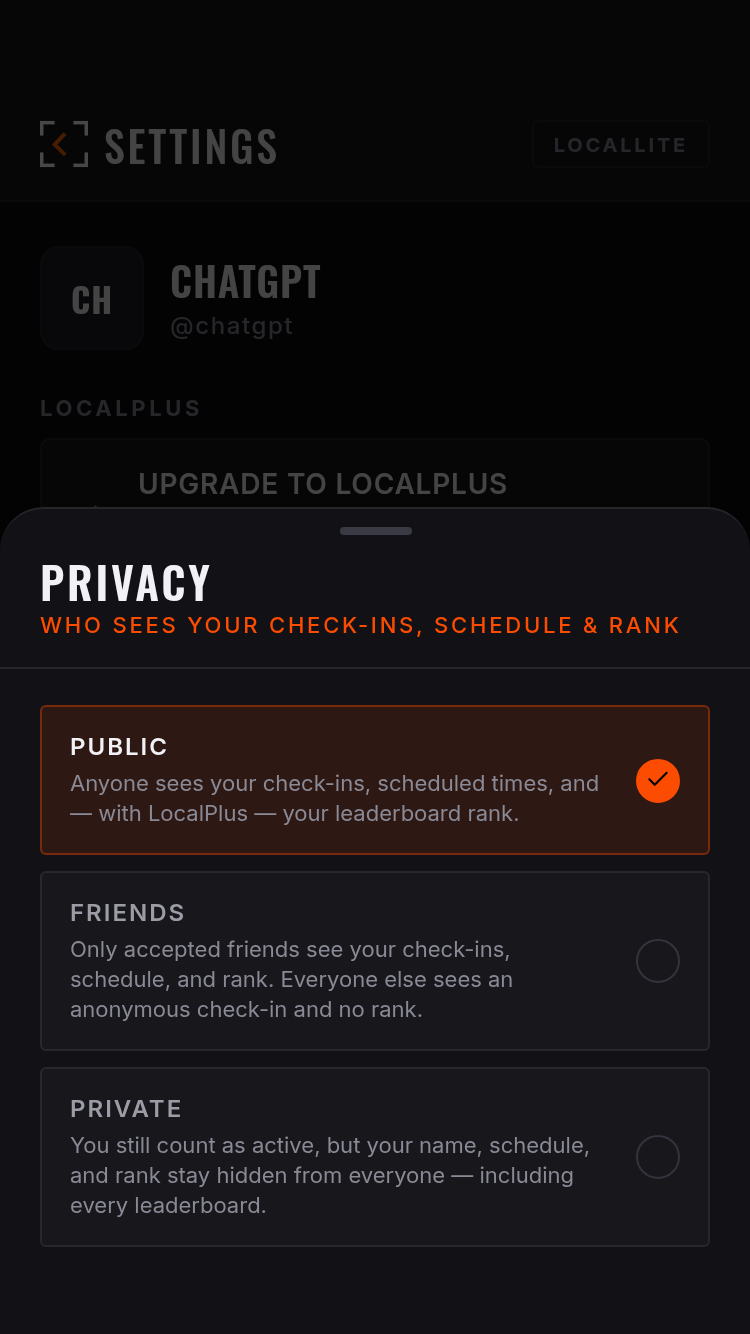 SETTINGS
LOCALLITE
CH
CHATGPT
@chatgpt
LOCALPLUS
UPGRADE TO LOCALPLUS
PRIVACY
WHO SEES YOUR CHECK-INS, SCHEDULE & RANK
PUBLIC
Anyone sees your check-ins, scheduled times, and
— with LocalPlus — your leaderboard rank.
FRIENDS
Only accepted friends see your check-ins,
schedule, and rank. Everyone else sees an
anonymous check-in and no rank.
PRIVATE
You still count as active, but your name, schedule,
and rank stay hidden from everyone — including
every leaderboard.